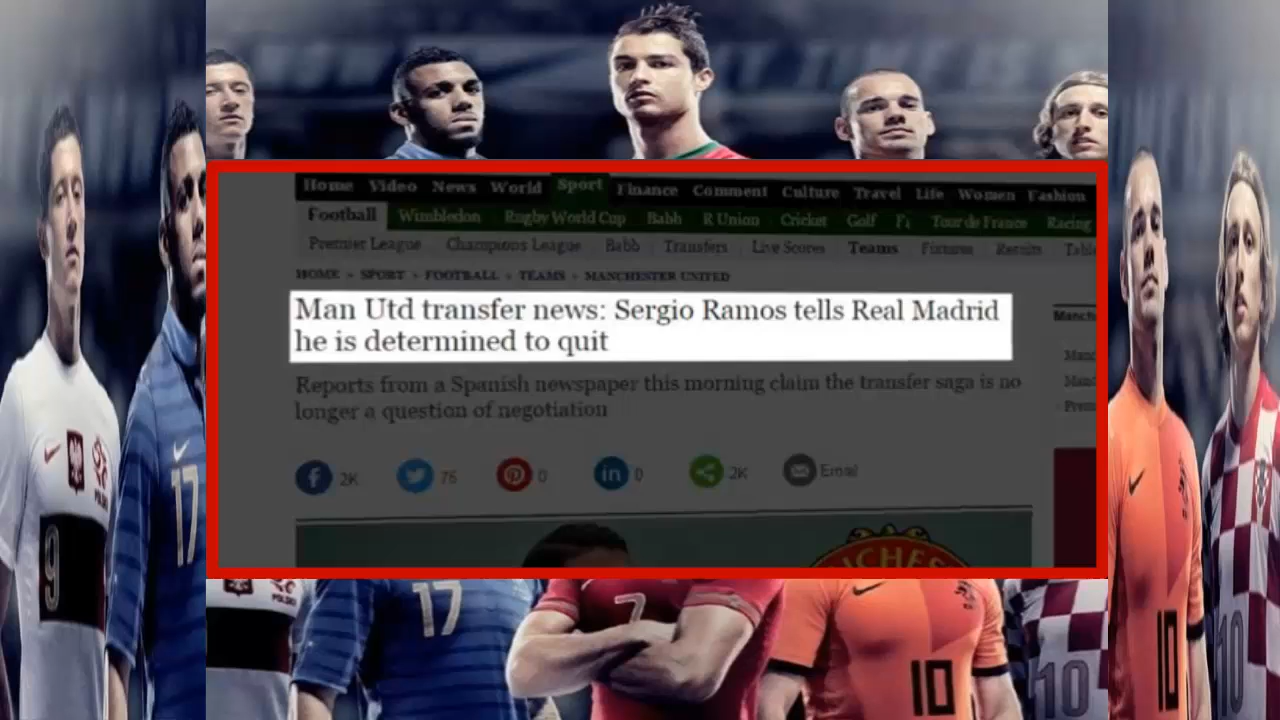 Home Video News World Sport Finance Comment Culture Travel Life Women Fashion
Football Wimbledon Rugby World Cup Babb R Union Cricket Golf F1 Tour de France Racing
Premier League Champions League Babb Transfers Live Scores Teams Fixtures Results
HOME » SPORT » FOOTBALL » TEAMS » MANCHESTER UNITED
Man Utd transfer news: Sergio Ramos tells Real Madrid
he is determined to quit
Reports from a Spanish newspaper this morning claim the transfer saga is no
longer a question of negotiation
2K 76 0 0 2K Email
9 17
POLSKA
17 7 10 10
10 10